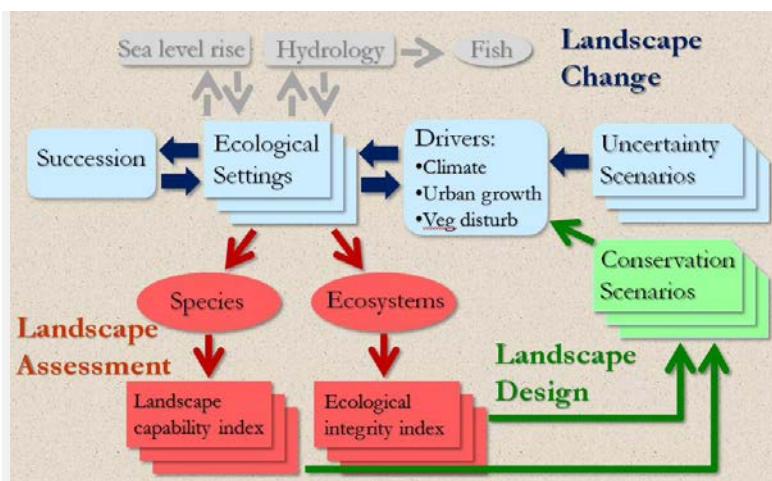 Sea level rise
Hydrology
Fish
Landscape
Change
Succession
Ecological
Settings
Drivers:
•Climate
•Urban growth
•Veg disturb
Uncertainty
Scenarios
Conservation
Scenarios
Species
Ecosystems
Landscape
Assessment
Landscape
Design
Landscape
capability index
Ecological
integrity index